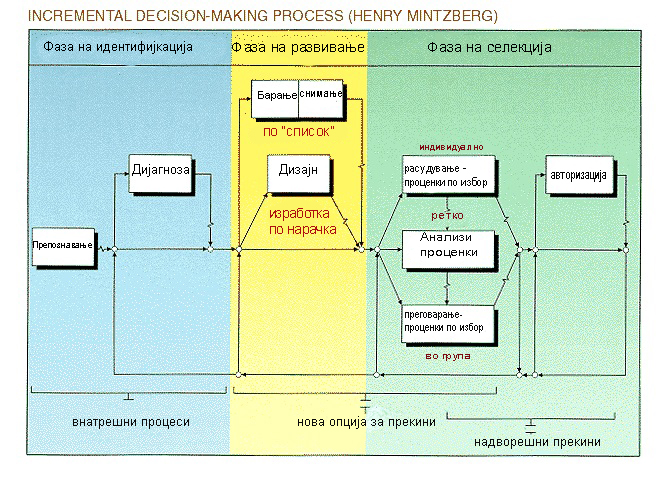 INCREMENTAL DECISION-MAKING PROCESS (HENRY MINTZBERG)
Фаза на идентифијкација
Фаза на развивање
Фаза на селекција
Барање
снимање
по "список"
Дијагноза
Дизајн
изработка
по нарачка
индивидуално
расудување -
проценки по избор
авторизација
ретко
Препознавање
Анализи
проценки
преговарање-
проценки по избор
во група
внатрешни процеси
нова опција за прекини
надворешни прекини